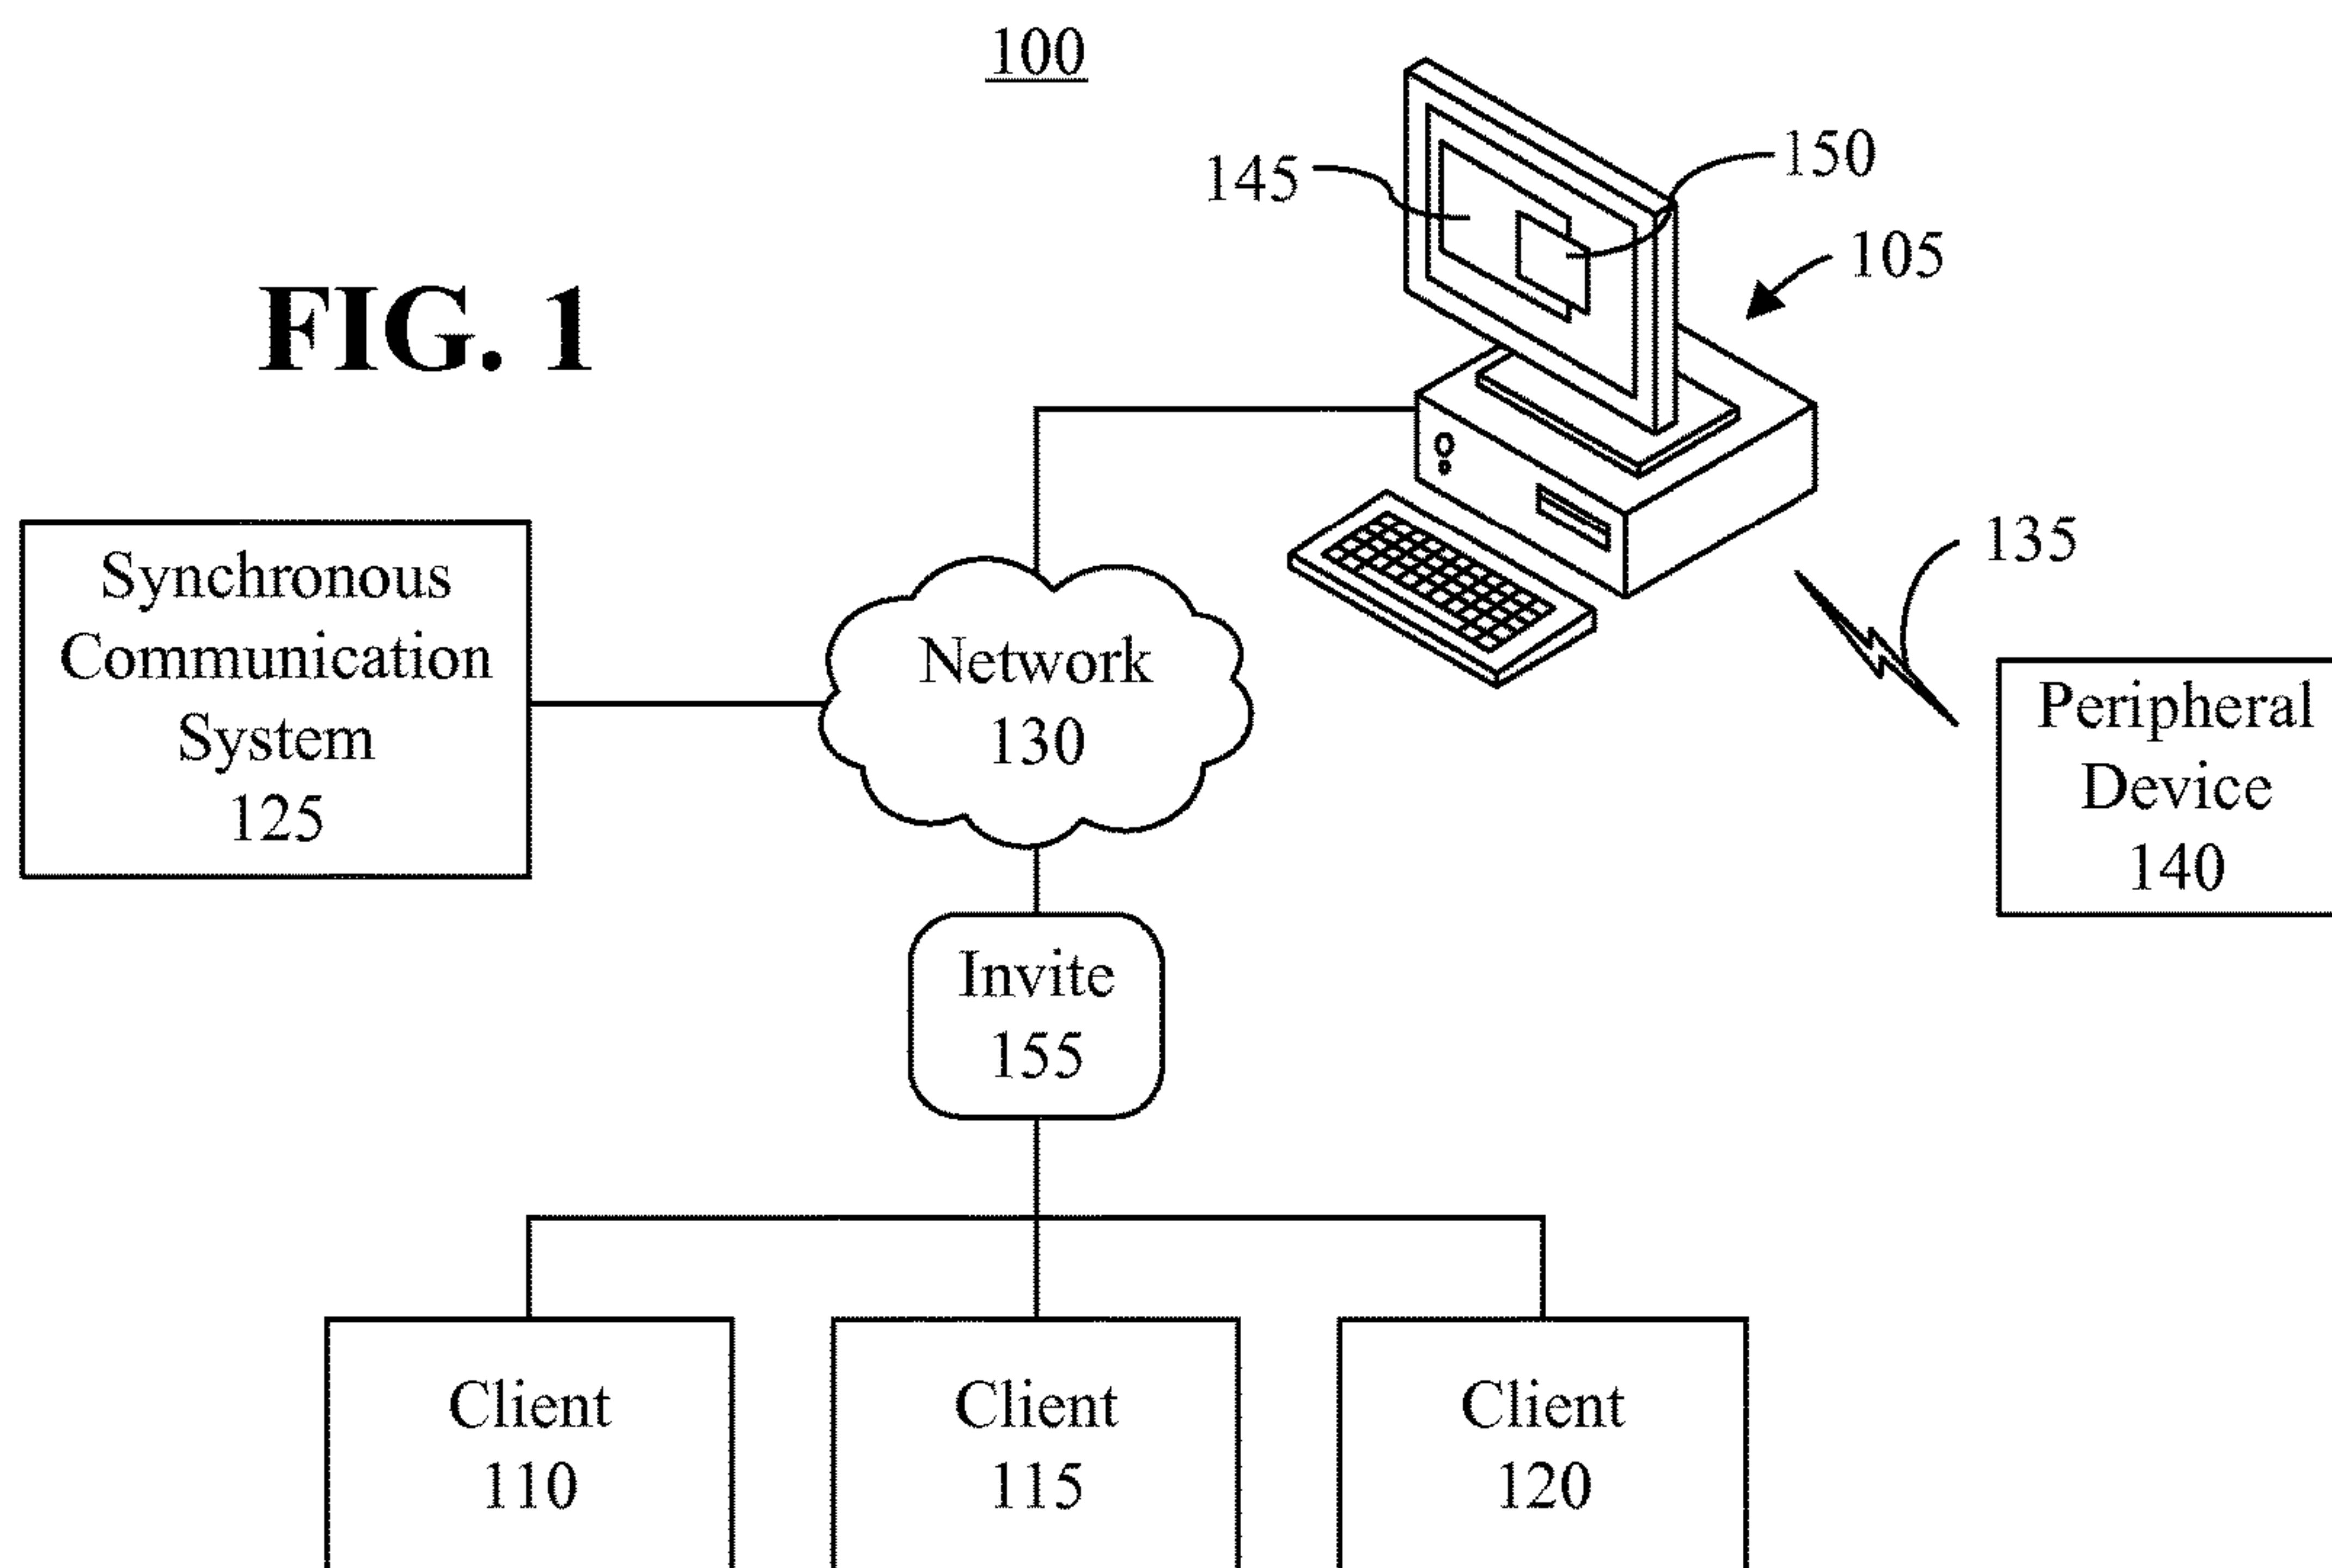 100
145
150
105
FIG. 1
Synchronous
Communication
System
125
Network
130
135
Peripheral
Device
140
Invite
155
Client
110
Client
115
Client
120